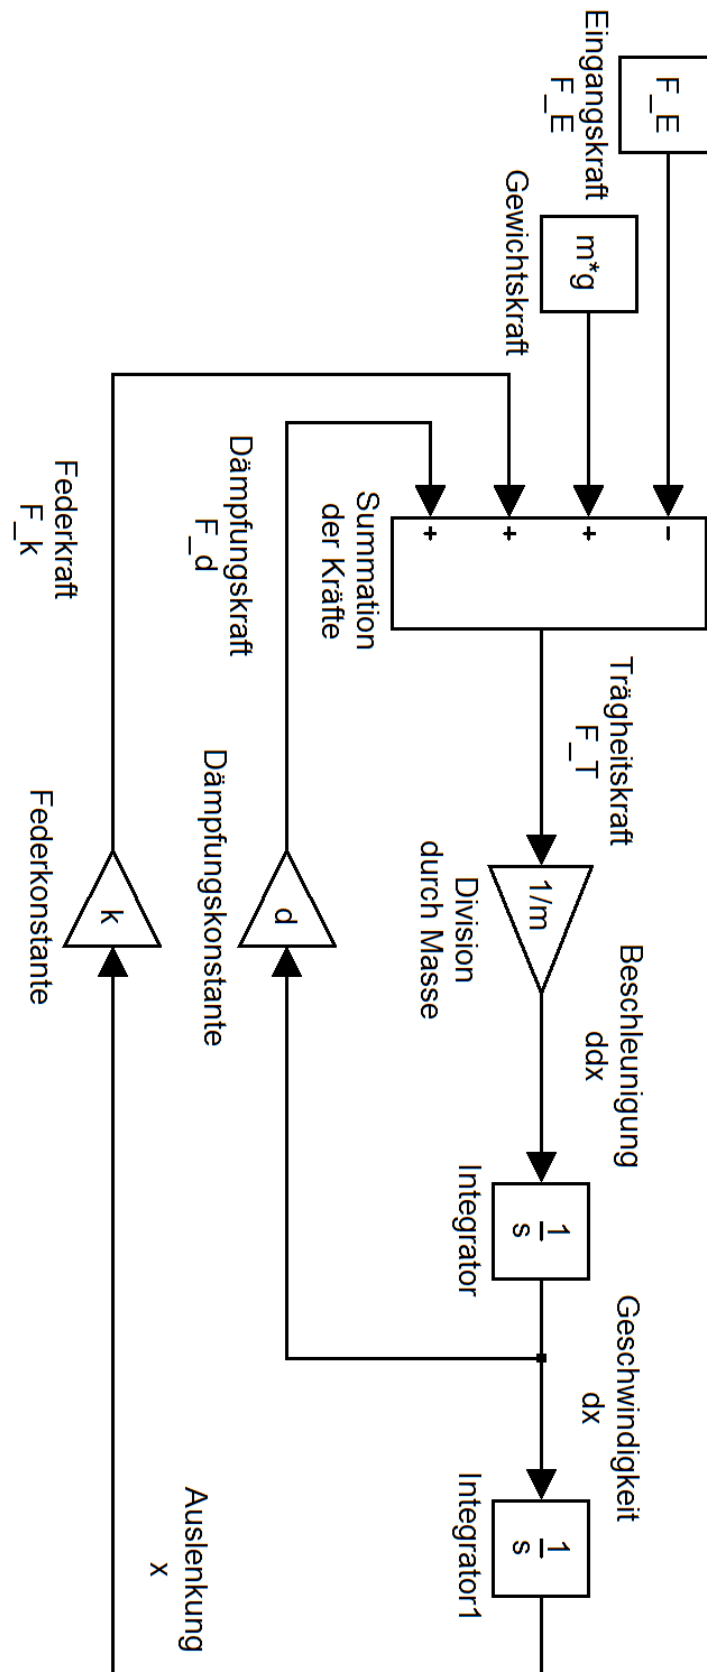 F_E
Eingangskraft
F_E
m*g
Gewichtskraft
−
+
+
+
Summation
der Kräfte
Trägheitskraft
F_T
1/m
Division
durch Masse
Beschleunigung
ddx
1
s
Integrator
Geschwindigkeit
dx
1
s
Integrator1
Dämpfungskraft
F_d
d
Dämpfungskonstante
Federkraft
F_k
k
Federkonstante
Auslenkung
x